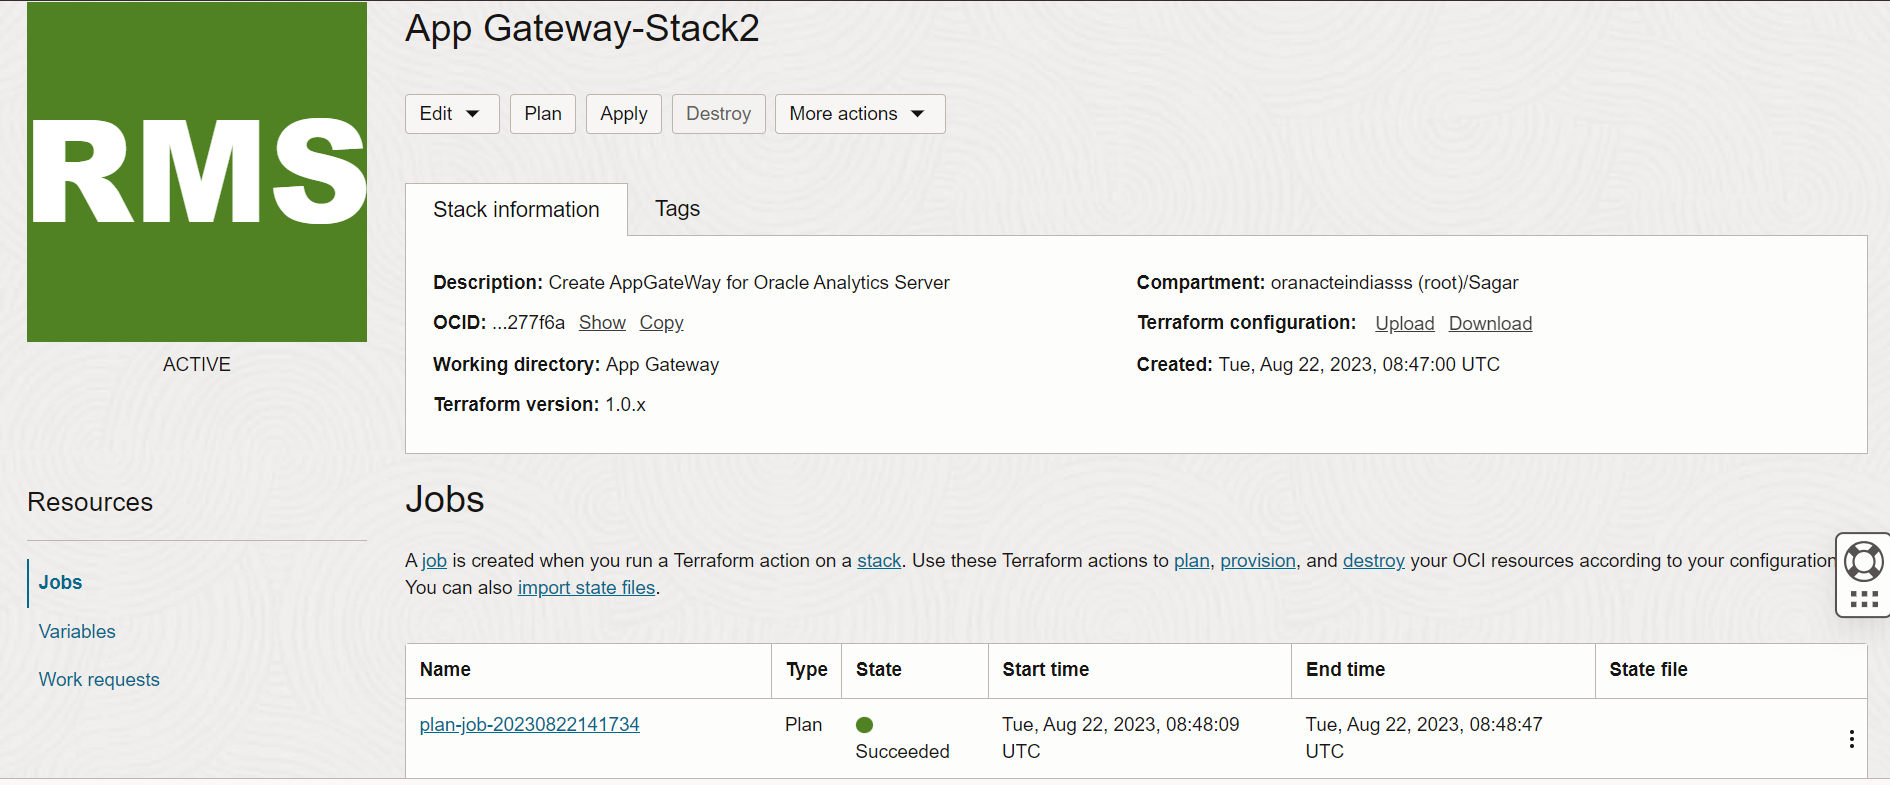 RMS
ACTIVE
App Gateway-Stack2
Edit Plan Apply Destroy More actions
Stack information Tags
Description: Create AppGateWay for Oracle Analytics Server
OCID: ...277f6a Show Copy
Working directory: App Gateway
Terraform version: 1.0.x
Compartment: oranacteindiasss (root)/Sagar
Terraform configuration: Upload Download
Created: Tue, Aug 22, 2023, 08:47:00 UTC
Resources
Jobs
Variables
Work requests
Jobs
A job is created when you run a Terraform action on a stack. Use these Terraform actions to plan, provision, and destroy your OCI resources according to your configuration
You can also import state files.
Name Type State Start time End time State file
plan-job-20230822141734 Plan Succeeded Tue, Aug 22, 2023, 08:48:09 UTC Tue, Aug 22, 2023, 08:48:47 UTC